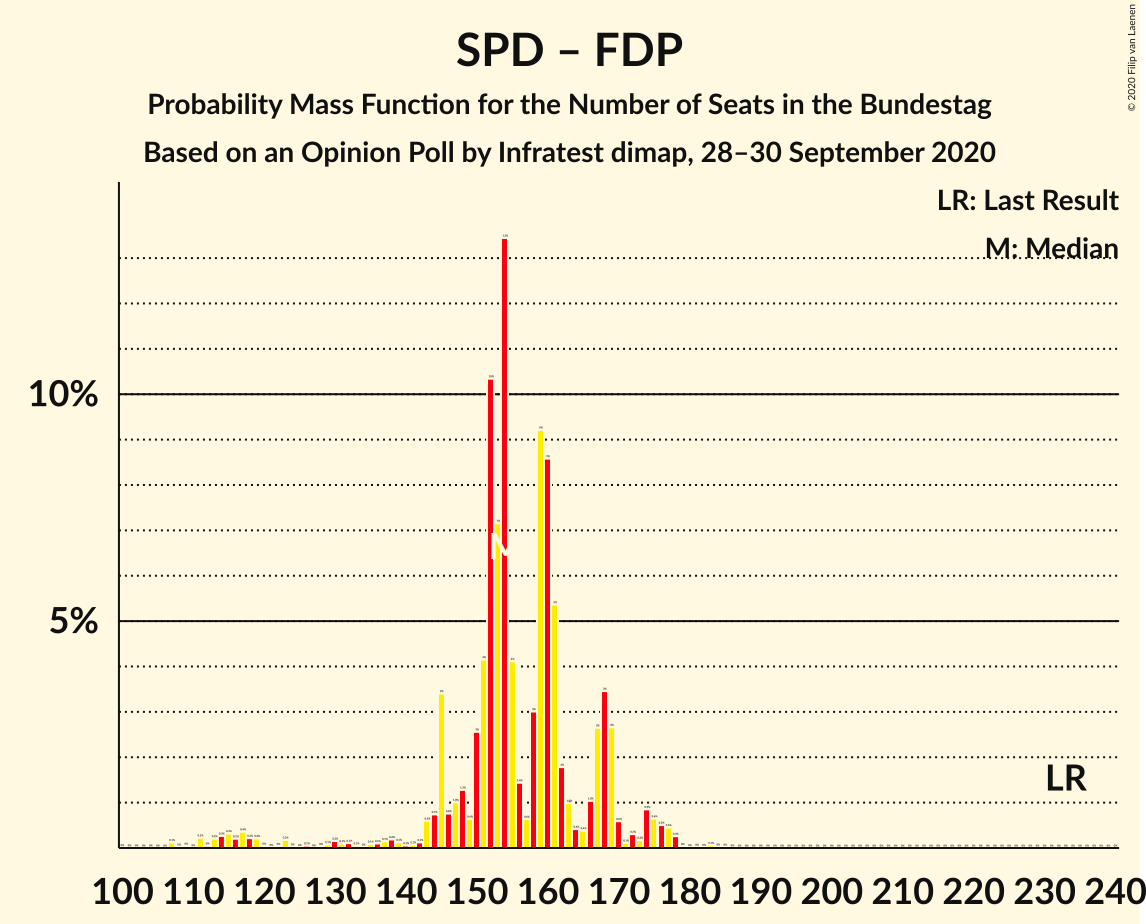 SPD – FDP
Probability Mass Function for the Number of Seats in the Bundestag
Based on an Opinion Poll by Infratest dimap, 28–30 September 2020
© 2020 Filip van Laenen
LR: Last Result
M: Median
10%
5%
M
LR
100 110 120 130 140 150 160 170 180 190 200 210 220 230 240